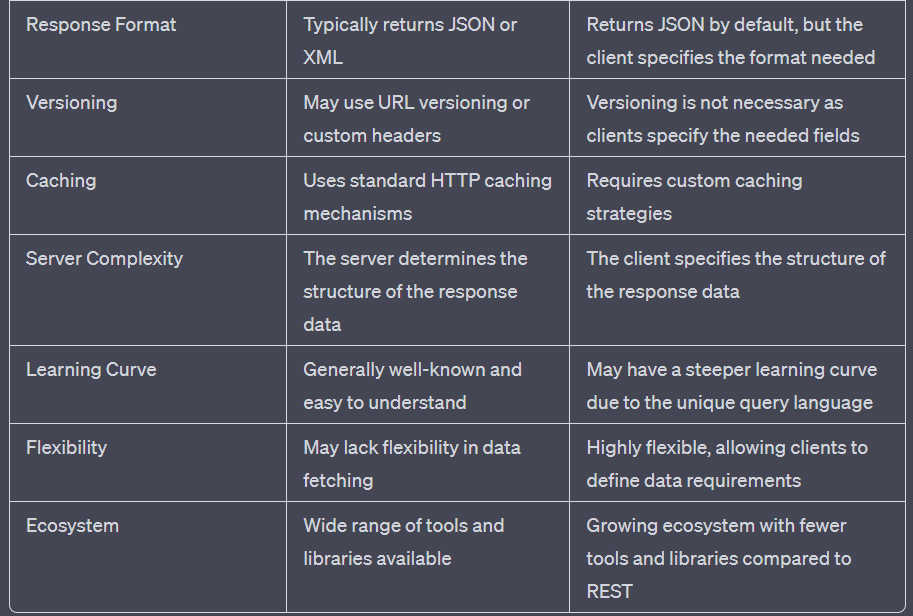 Response Format
Typically returns JSON or
XML
Returns JSON by default, but the
client specifies the format needed
Versioning
May use URL versioning or
custom headers
Versioning is not necessary as
clients specify the needed fields
Caching
Uses standard HTTP caching
mechanisms
Requires custom caching
strategies
Server Complexity
The server determines the
structure of the response
data
The client specifies the structure of
the response data
Learning Curve
Generally well-known and
easy to understand
May have a steeper learning curve
due to the unique query language
Flexibility
May lack flexibility in data
fetching
Highly flexible, allowing clients to
define data requirements
Ecosystem
Wide range of tools and
libraries available
Growing ecosystem with fewer
tools and libraries compared to
REST